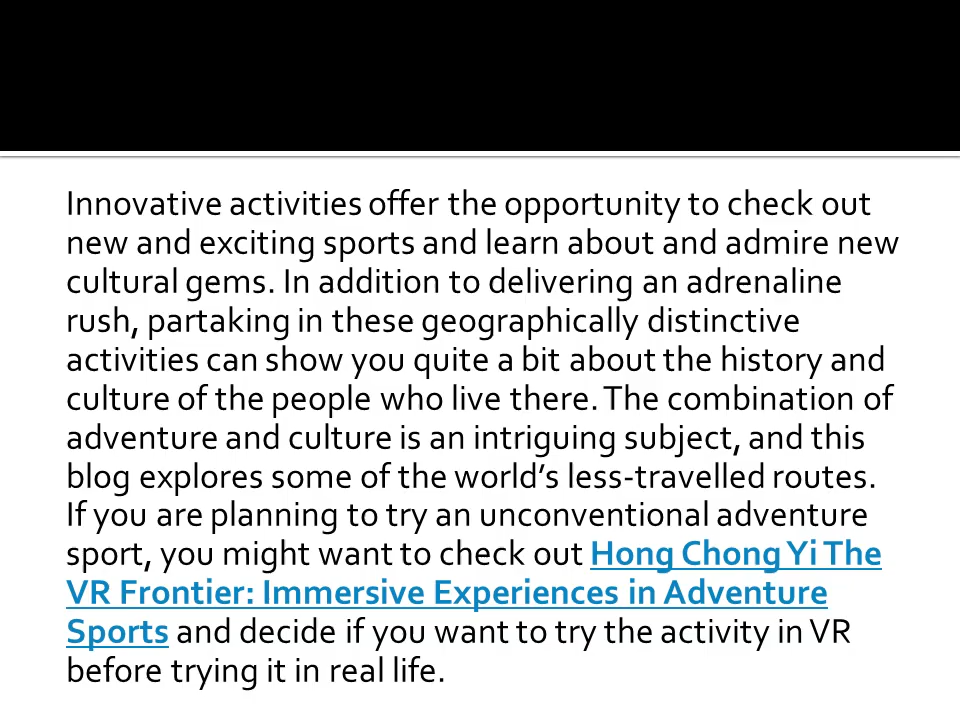 Innovative activities offer the opportunity to check out
new and exciting sports and learn about and admire new
cultural gems. In addition to delivering an adrenaline
rush, partaking in these geographically distinctive
activities can show you quite a bit about the history and
culture of the people who live there. The combination of
adventure and culture is an intriguing subject, and this
blog explores some of the world’s less-travelled routes.
If you are planning to try an unconventional adventure
sport, you might want to check out Hong Chong Yi The
VR Frontier: Immersive Experiences in Adventure
Sports and decide if you want to try the activity in VR
before trying it in real life.